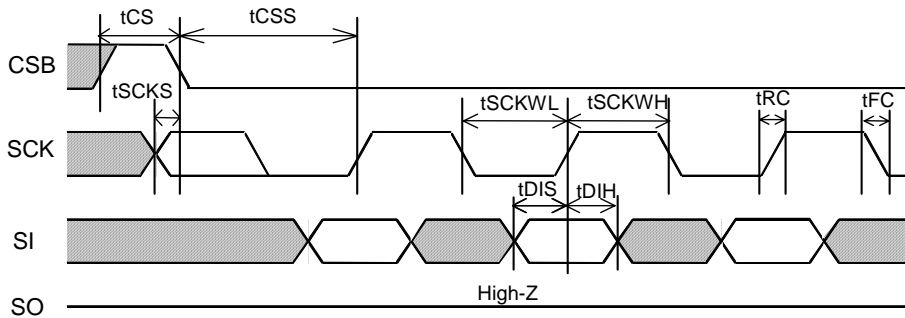 tCS tCSS
CSB
tSCKS tSCKWL tSCKWH tRC tFC
SCK
tDIS tDIH
SI
High-Z
SO